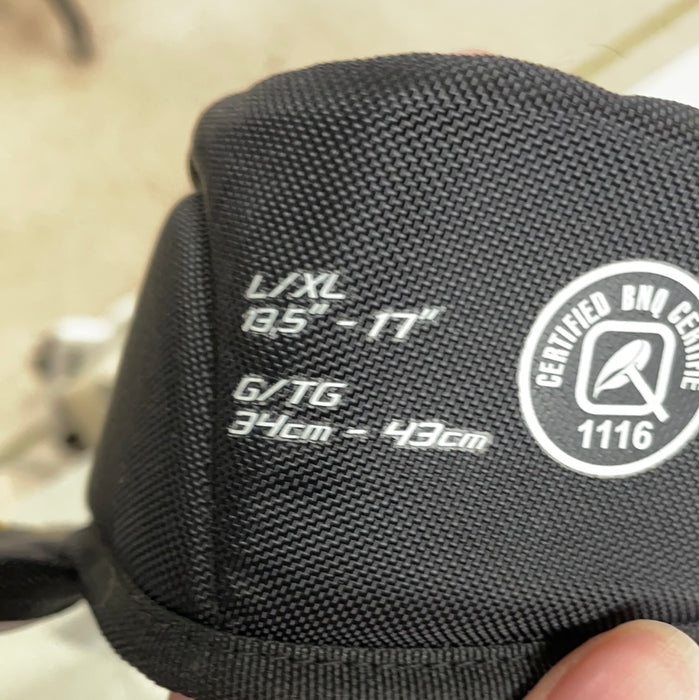 L/XL
13,5" - 17"
G/TG
34cm - 43cm
CERTIFIED BNQ CERTIFIÉ
1116